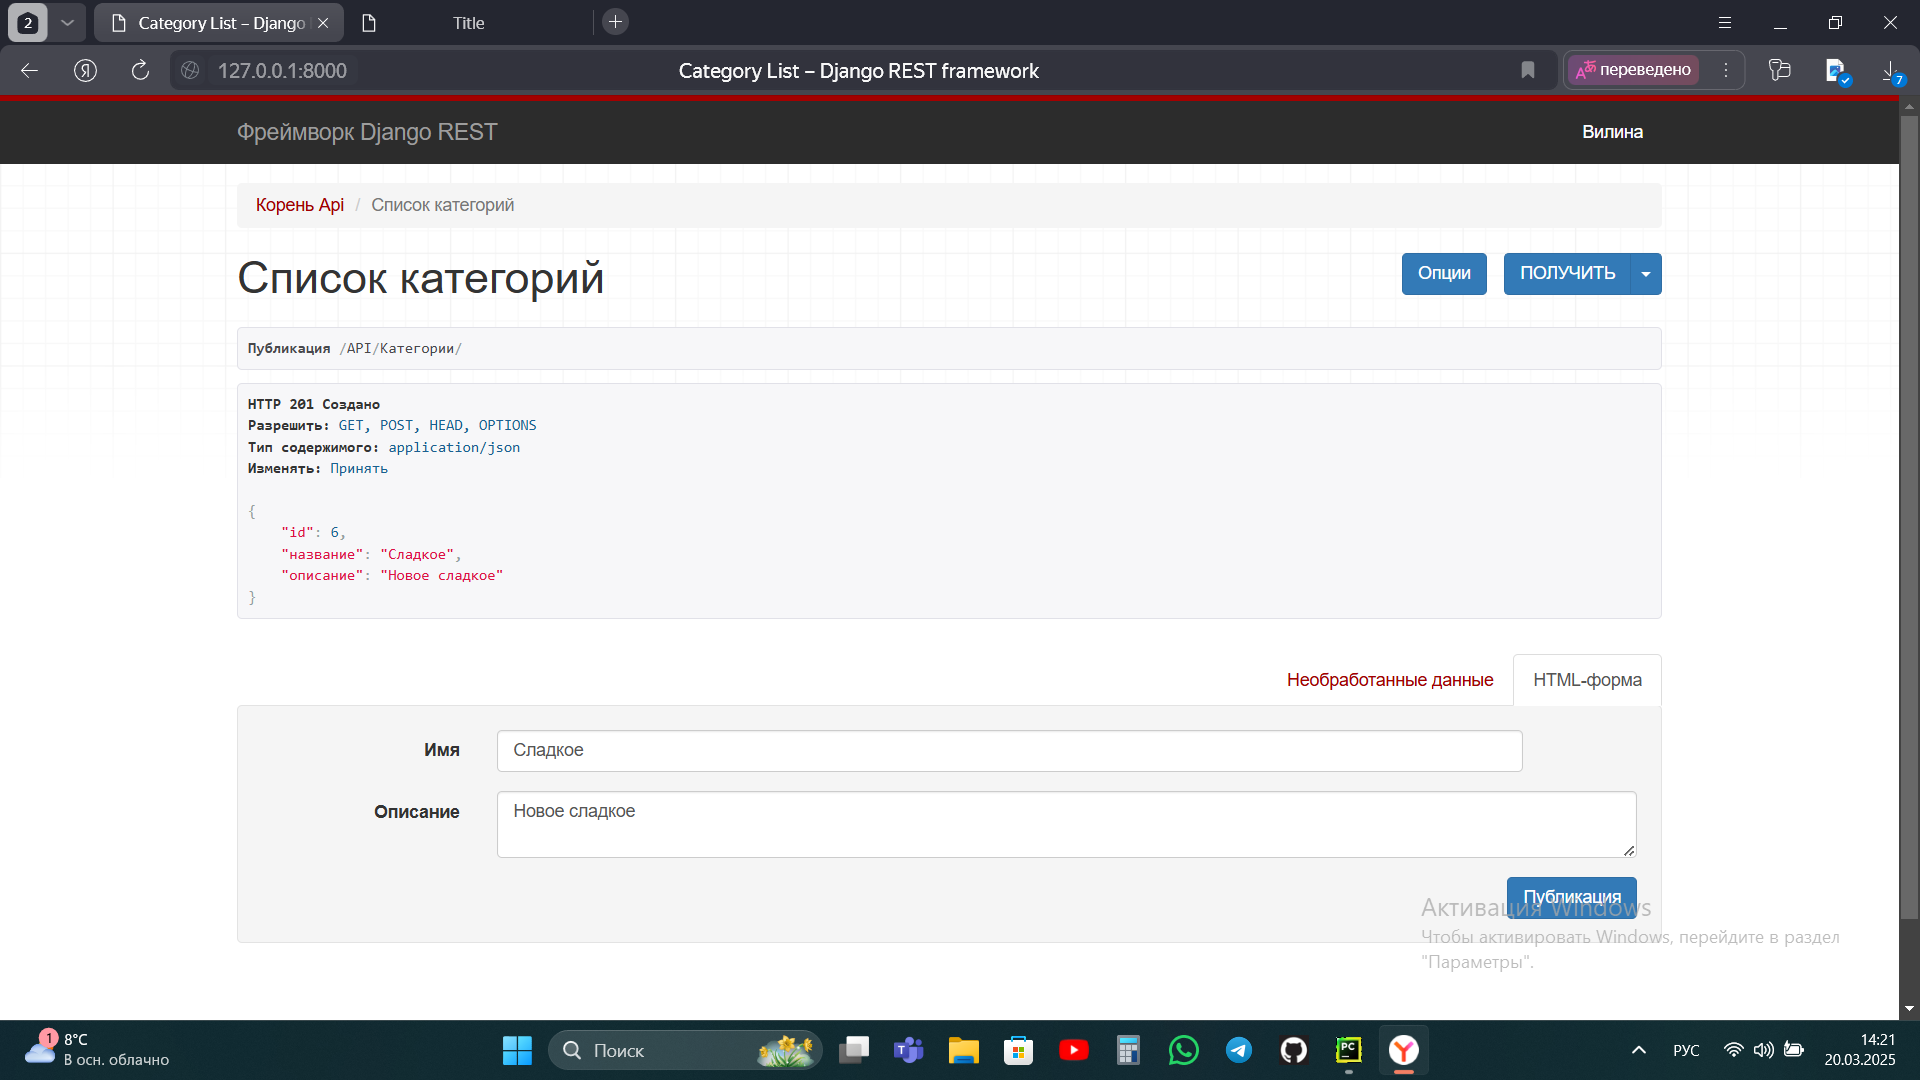 2
Category List – Django
Title
127.0.0.1:8000
Category List – Django REST framework
переведено
7
Фреймворк Django REST
Вилина
Корень Api / Список категорий
Список категорий
Опции
ПОЛУЧИТЬ
Публикация /API/Категории/
HTTP 201 Создано
Разрешить: GET, POST, HEAD, OPTIONS
Тип содержимого: application/json
Изменять: Принять
{
"id": 6,
"название": "Сладкое",
"описание": "Новое сладкое"
}
Необработанные данные
HTML-форма
Имя
Сладкое
Описание
Новое сладкое
Публикация
Активация Windows
Чтобы активировать Windows, перейдите в раздел
"Параметры".
1
8°C
В осн. облачно
Поиск
PC
РУС
14:21
20.03.2025